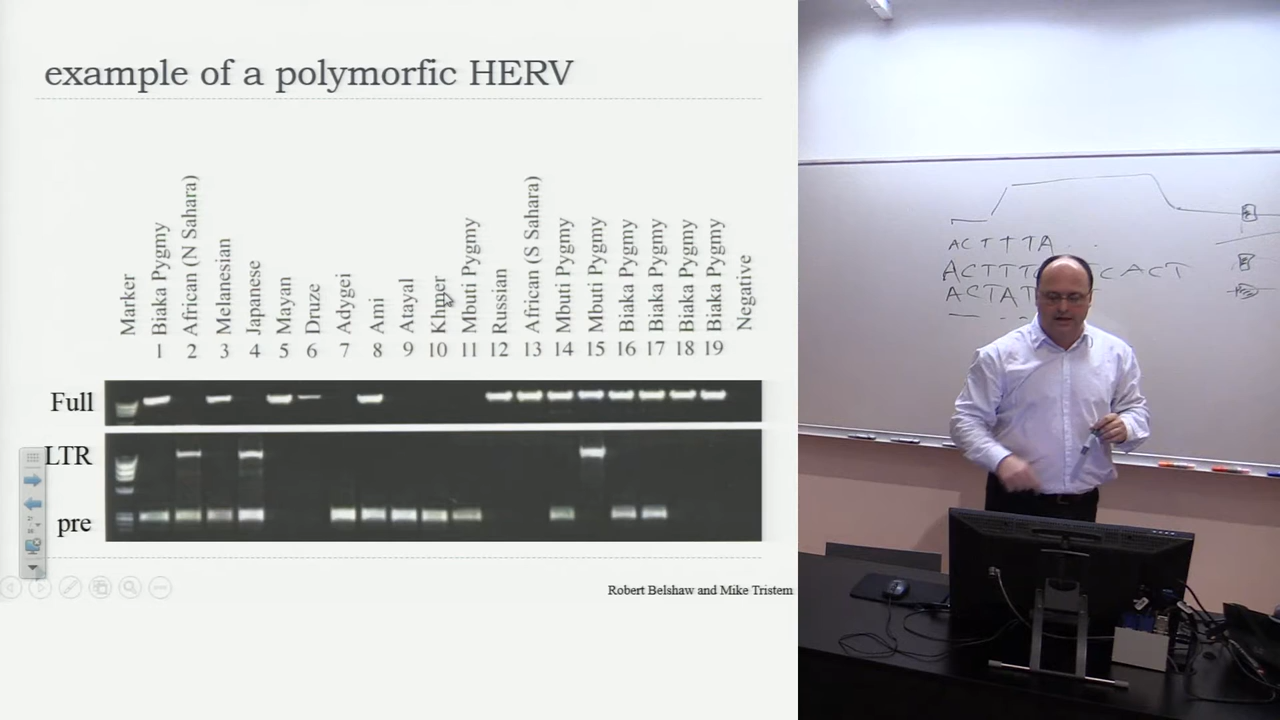 example of a polymorfic HERV
Marker
Biaka Pygmy
African (N Sahara)
Melanesian
Japanese
Mayan
Druze
Adygei
Ami
Atayal
Khmer
Mbuti Pygmy
Russian
African (S Sahara)
Mbuti Pygmy
Mbuti Pygmy
Biaka Pygmy
Biaka Pygmy
Biaka Pygmy
Biaka Pygmy
Negative
1 2 3 4 5 6 7 8 9 10 11 12 13 14 15 16 17 18 19
Full
LTR
pre
Robert Belshaw and Mike Tristem
ACTTTA ..
ACTTT CACT
ACTAT